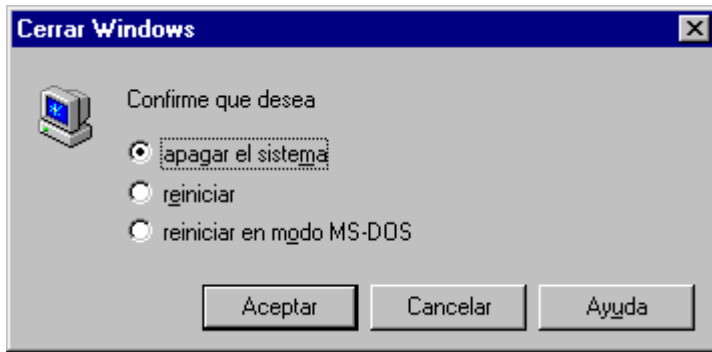 Cerrar Windows
Confirme que desea
apagar el sistema
reiniciar
reiniciar en modo MS-DOS
Aceptar Cancelar Ayuda